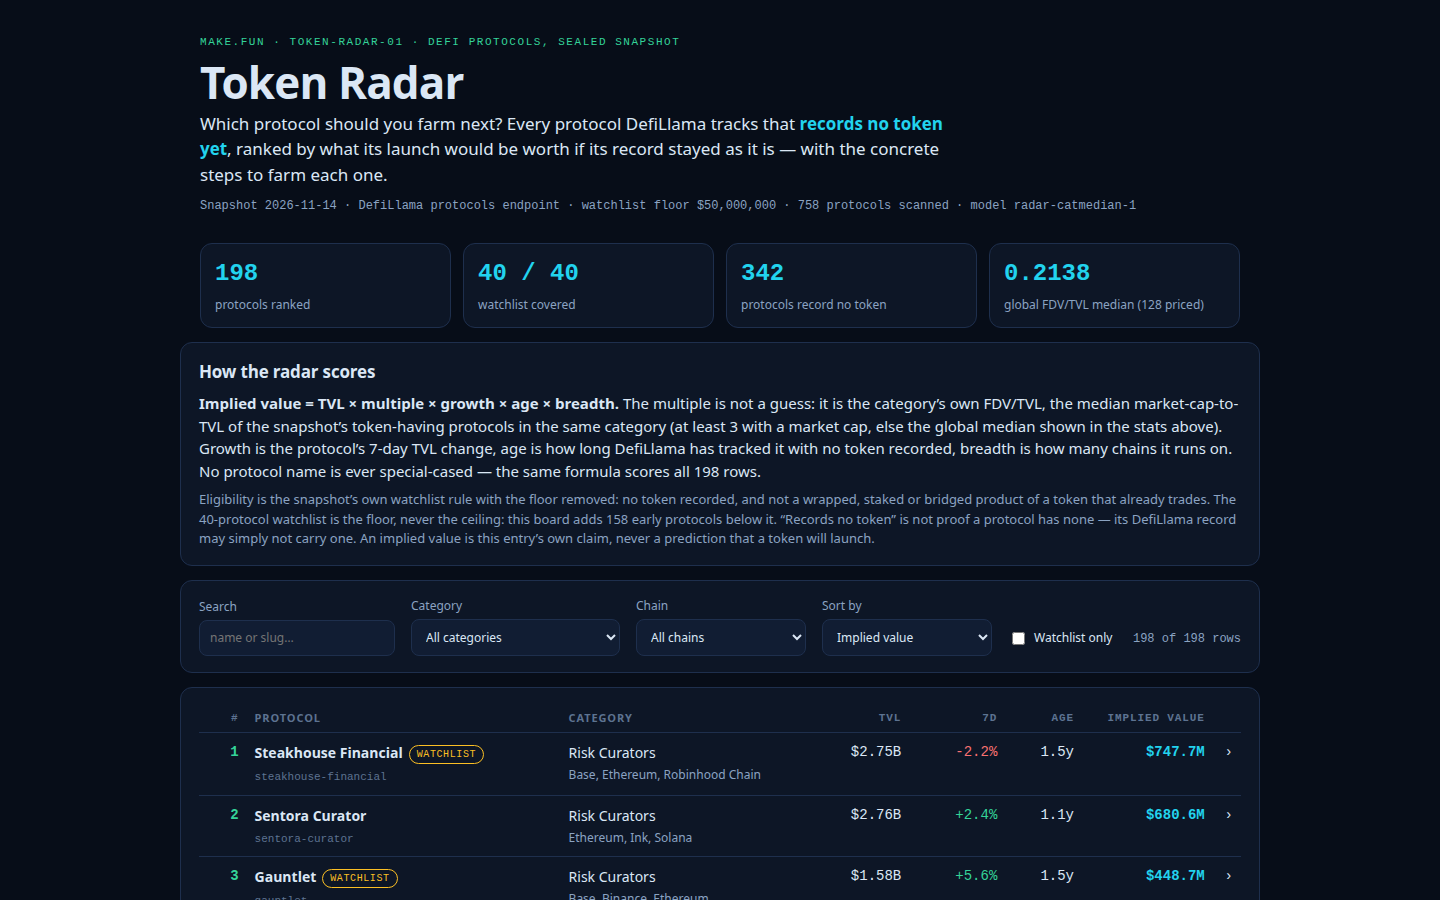 MAKE.FUN · TOKEN-RADAR-01 · DEFI PROTOCOLS, SEALED SNAPSHOT
Token Radar
Which protocol should you farm next? Every protocol DefiLlama tracks that records no token
yet, ranked by what its launch would be worth if its record stayed as it is — with the concrete
steps to farm each one.
Snapshot 2026-11-14 · DefiLlama protocols endpoint · watchlist floor $50,000,000 · 758 protocols scanned · model radar-catmedian-1
198
protocols ranked
40 / 40
watchlist covered
342
protocols record no token
0.2138
global FDV/TVL median (128 priced)
How the radar scores
Implied value = TVL × multiple × growth × age × breadth. The multiple is not a guess: it is the category’s own FDV/TVL, the median market-cap-to-
TVL of the snapshot’s token-having protocols in the same category (at least 3 with a market cap, else the global median shown in the stats above).
Growth is the protocol’s 7-day TVL change, age is how long DefiLlama has tracked it with no token recorded, breadth is how many chains it runs on.
No protocol name is ever special-cased — the same formula scores all 198 rows.
Eligibility is the snapshot’s own watchlist rule with the floor removed: no token recorded, and not a wrapped, staked or bridged product of a token that already trades. The
40-protocol watchlist is the floor, never the ceiling: this board adds 158 early protocols below it. “Records no token” is not proof a protocol has none — its DefiLlama record
may simply not carry one. An implied value is this entry’s own claim, never a prediction that a token will launch.
Search
name or slug...
Category
All categories
Chain
All chains
Sort by
Implied value
Watchlist only
198 of 198 rows
# PROTOCOL CATEGORY TVL 7D AGE IMPLIED VALUE
1 Steakhouse Financial WATCHLIST Risk Curators $2.75B -2.2% 1.5y $747.7M ›
steakhouse-financial Base, Ethereum, Robinhood Chain
2 Sentora Curator Risk Curators $2.76B +2.4% 1.1y $680.6M ›
sentora-curator Ethereum, Ink, Solana
3 Gauntlet WATCHLIST Risk Curators $1.58B +5.6% 1.5y $448.7M ›
gauntlet Base, Binance, Ethereum